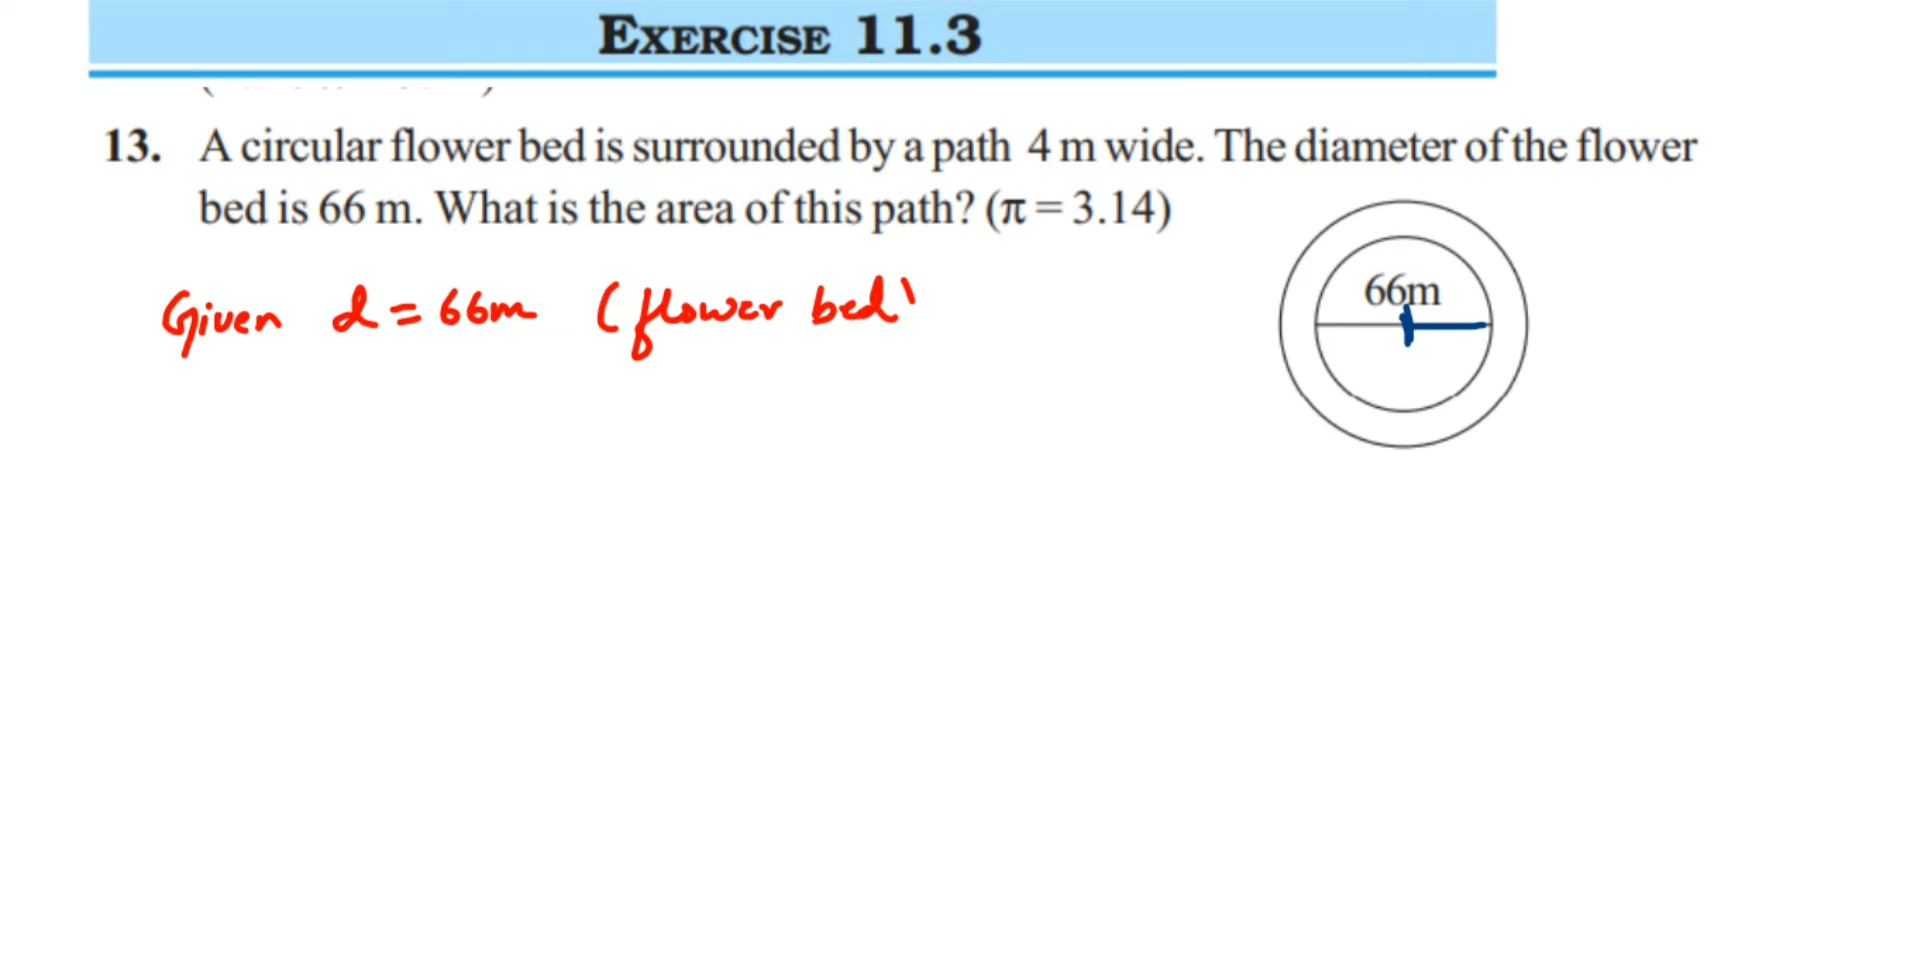 EXERCISE 11.3
13. A circular flower bed is surrounded by a path 4 m wide. The diameter of the flower
bed is 66 m. What is the area of this path? (π = 3.14)
66m
Given d = 66m (flower bed)